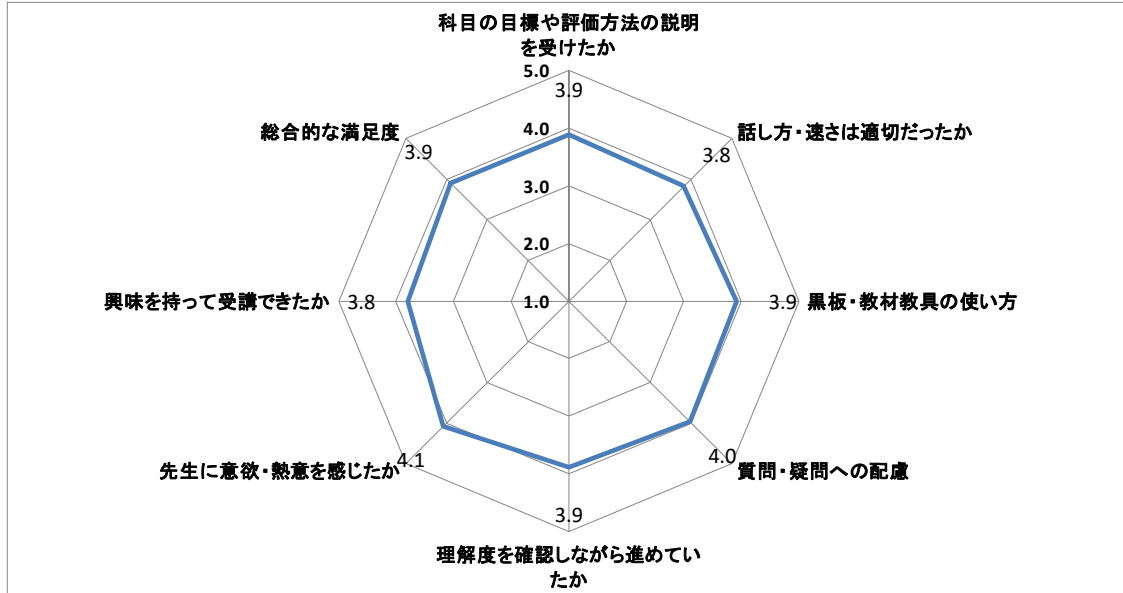 科目の目標や評価方法の説明
を受けたか
5.0
3.9
4.0
3.0
2.0
1.0
話し方・速さは適切だったか
3.8
黒板・教材教具の使い方
3.9
質問・疑問への配慮
4.0
理解度を確認しながら進めてい
たか
3.9
先生に意欲・熱意を感じたか
4.1
興味を持って受講できたか
3.8
総合的な満足度
3.9